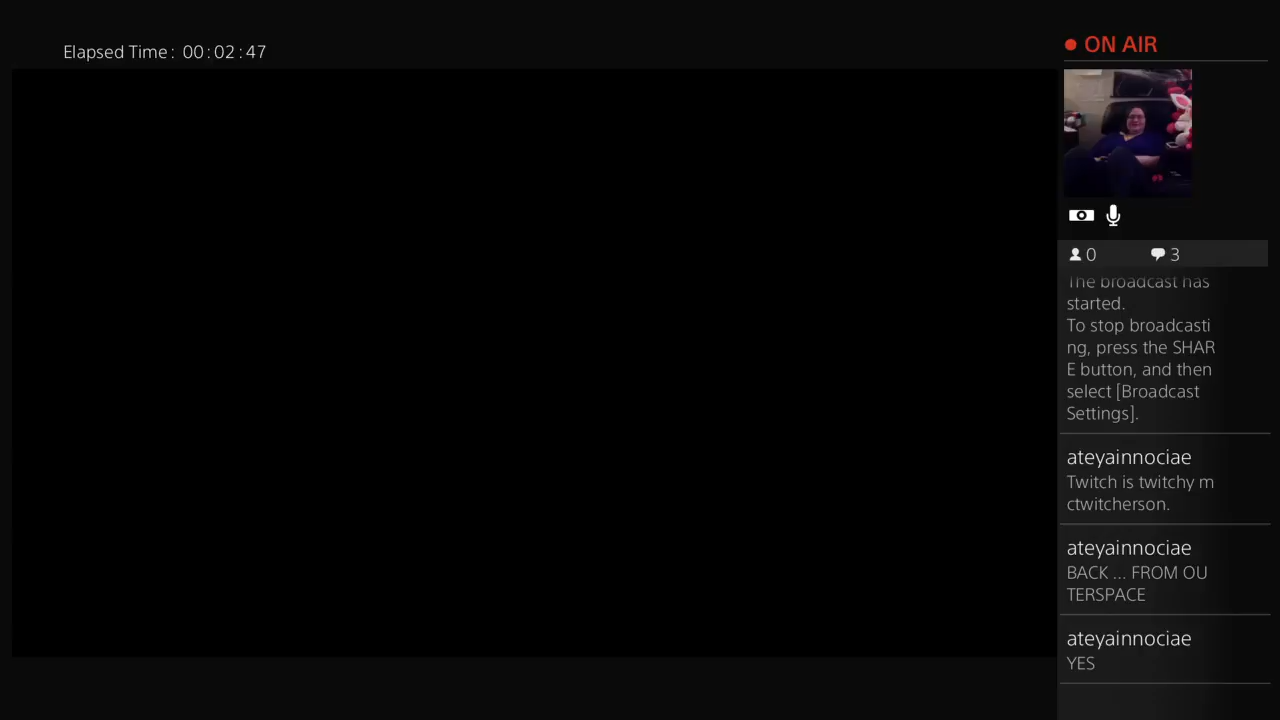 Elapsed Time: 00:02:47
ON AIR
0 3
The broadcast has
started.
To stop broadcasti
ng, press the SHAR
E button, and then
select [Broadcast
Settings].
ateyainnociae
Twitch is twitchy m
ctwitcherson.
ateyainnociae
BACK ... FROM OU
TERSPACE
ateyainnociae
YES